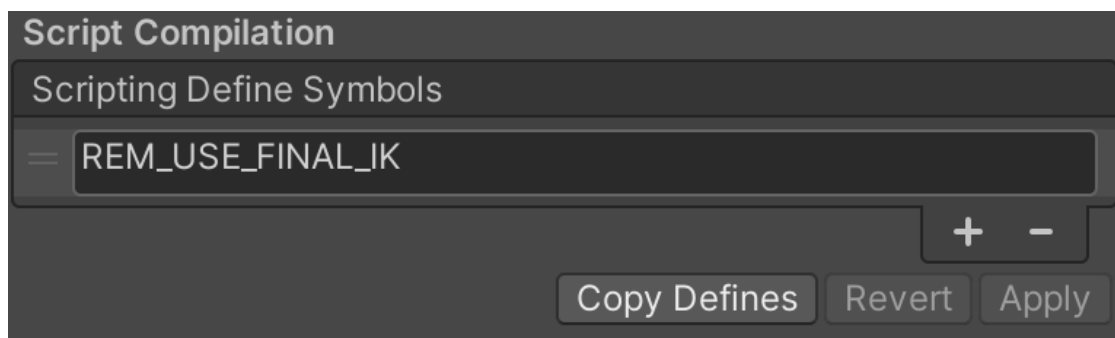 Script Compilation
Scripting Define Symbols
REM_USE_FINAL_IK
Copy Defines Revert Apply